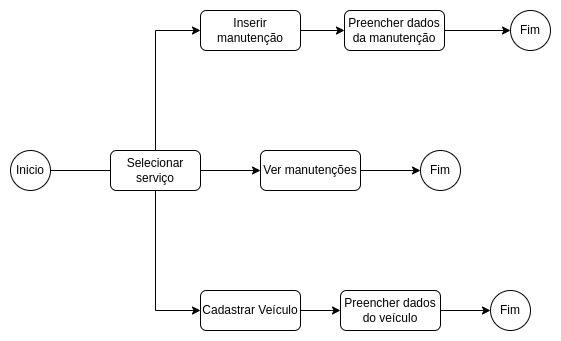 Inserir
manutenção
Preencher dados
da manutenção
Fim
Inicio
Selecionar
serviço
Ver manutenções
Fim
Cadastrar Veículo
Preencher dados
do veículo
Fim